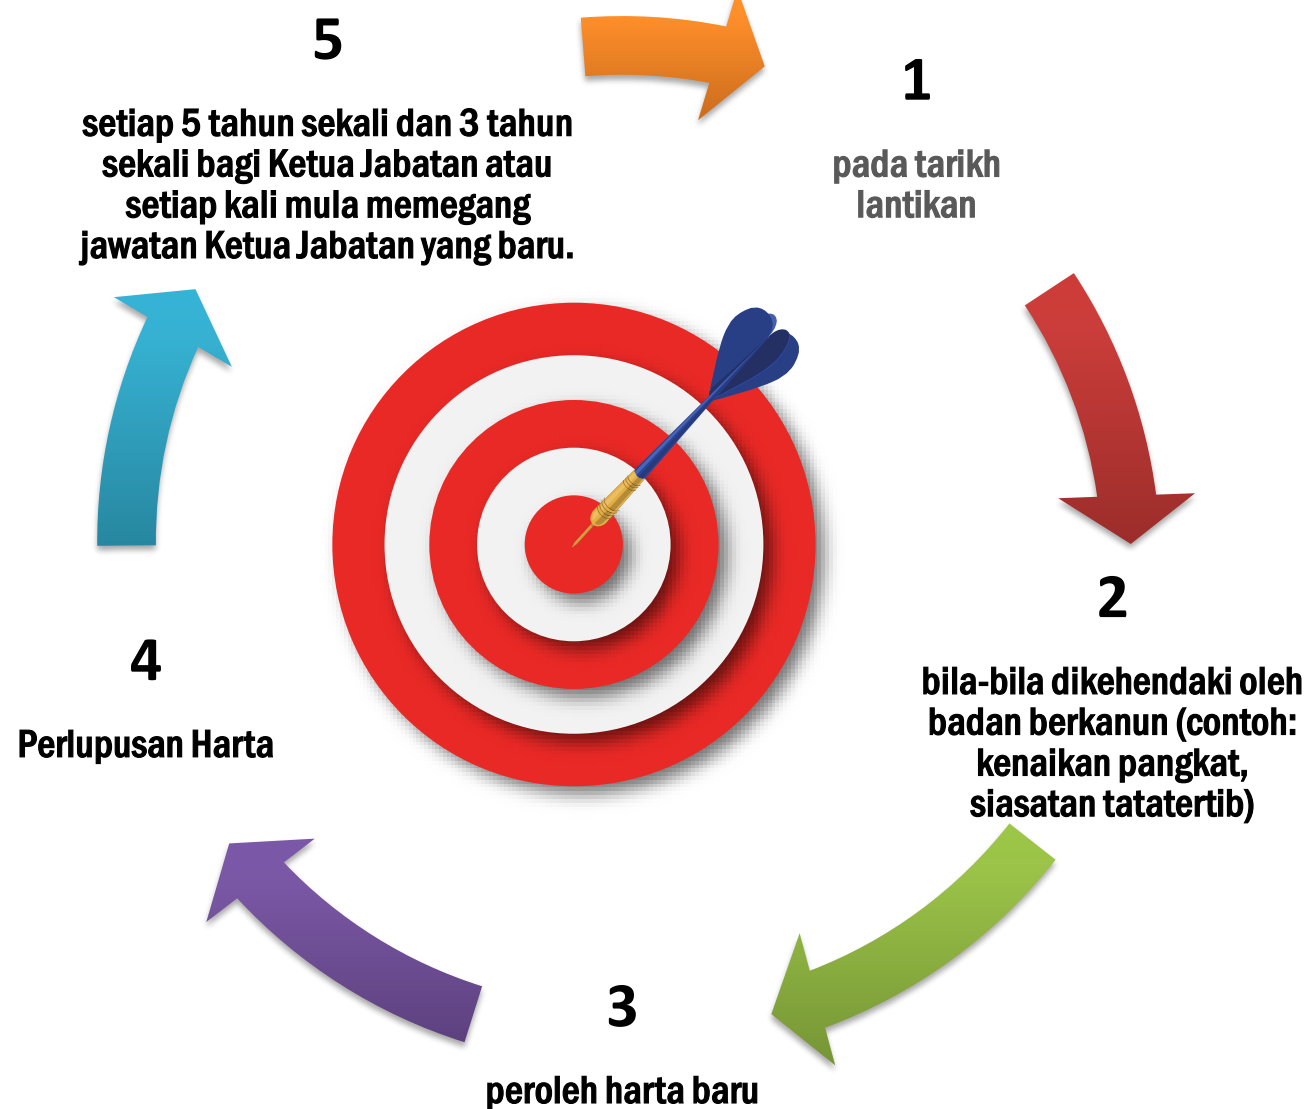 1
pada tarikh
lantikan
2
bila-bila dikehendaki oleh
badan berkanun (contoh:
kenaikan pangkat,
siasatan tatatertib)
3
peroleh harta baru
4
Perlupusan Harta
5
setiap 5 tahun sekali dan 3 tahun
sekali bagi Ketua Jabatan atau
setiap kali mula memegang
jawatan Ketua Jabatan yang baru.